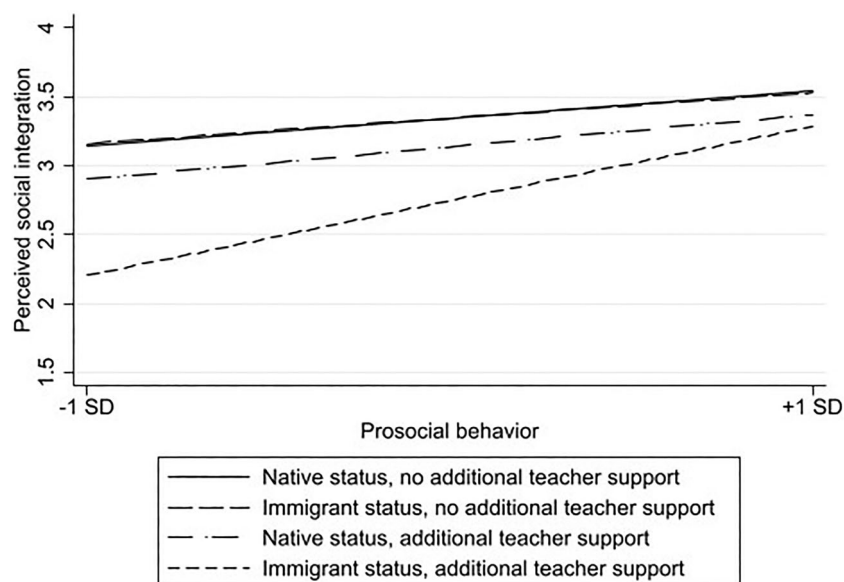 4
3.5
3
2.5
2
1.5
Perceived social integration
-1 SD
+1 SD
Prosocial behavior
Native status, no additional teacher support
Immigrant status, no additional teacher support
Native status, additional teacher support
Immigrant status, additional teacher support